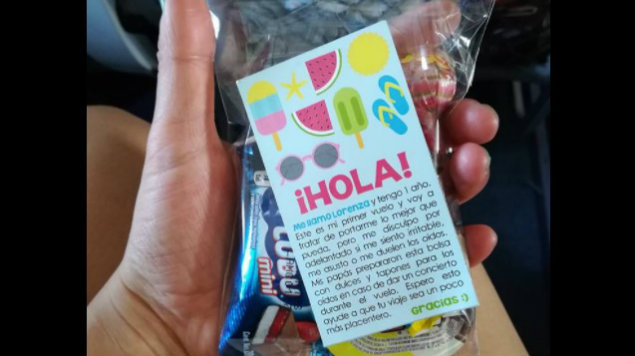 ¡HOLA!
Me llamo Lorenza y tengo 1 año.
Este es mi primer vuelo y voy a
tratar de portarme lo mejor que
pueda, pero me disculpo por
adelantado si me siento irritable,
me asusto o me duelen los oídos.
Mis papás prepararon esta bolsa
con dulces y tapones para los
oídos en caso de dar un concierto
durante el vuelo. Espero esto
ayude a que tu viaje sea un poco
más placentero.
Gracias :)
mini